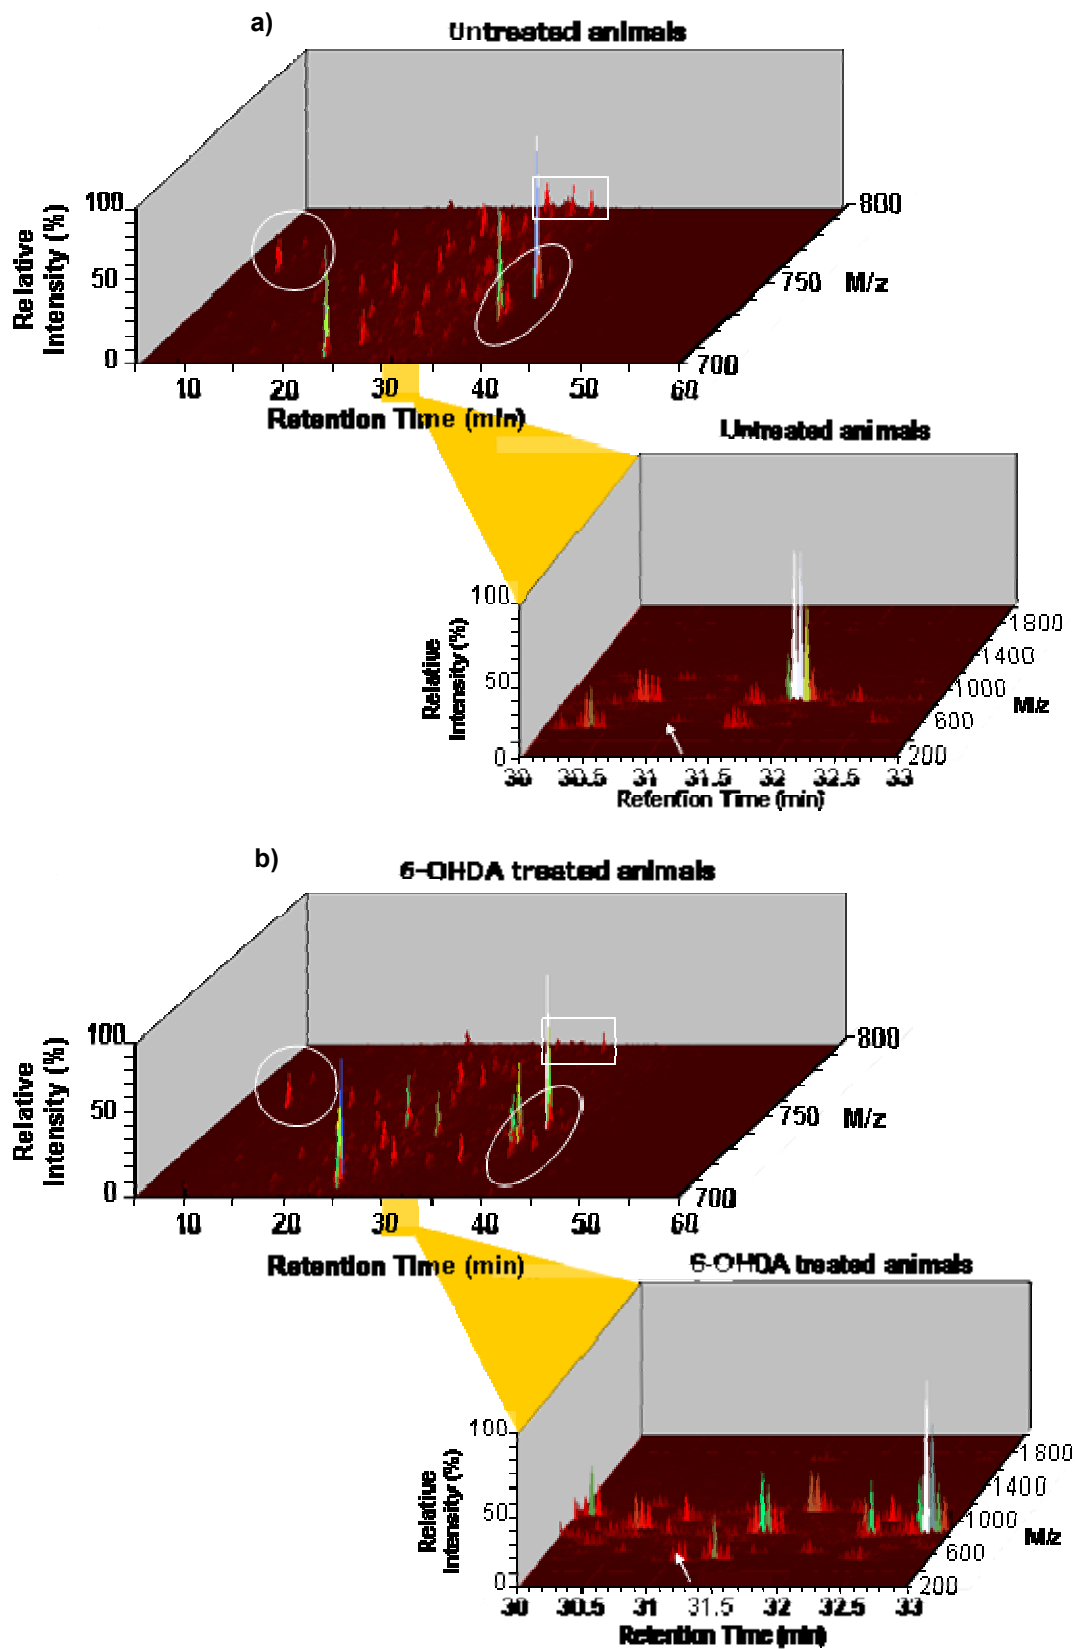 a)
Untreated animals
100
50
0
Relative
Intensity (%)
800
750
700
M/z
10 20 30 40 50 60
Retention Time (min)
Untreated animals
100
50
0
Relative
Intensity (%)
1800
1400
1000
600
200
M/z
30 30.5 31 31.5 32 32.5 33
Retention Time (min)
b)
6-OHDA treated animals
100
50
0
Relative
Intensity (%)
800
750
700
M/z
10 20 30 40 50 60
Retention Time (min)
6-OHDA treated animals
100
50
0
Relative
Intensity (%)
1800
1400
1000
600
200
M/z
30 30.5 31 31.5 32 32.5 33
Retention Time (min)